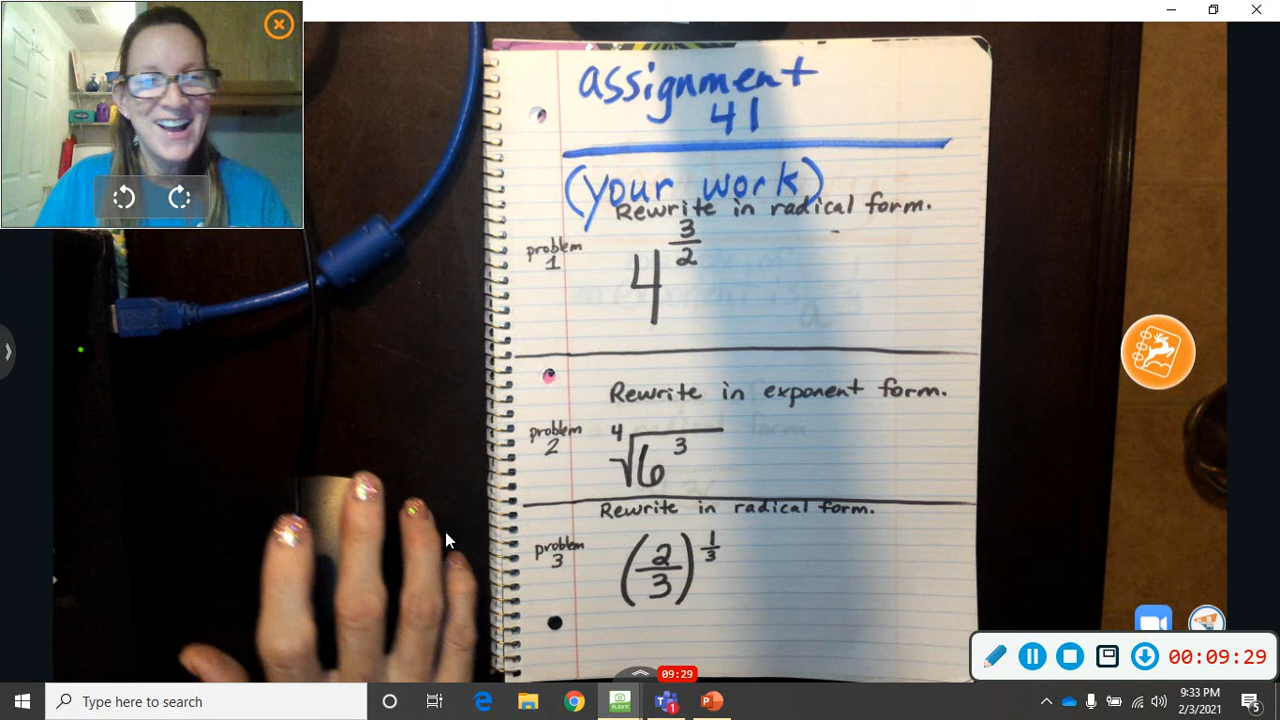 assignment
41
(your work)
Rewrite in radical form.
problem
1
4^(3/2)
Rewrite in exponent form.
problem
2
⁴√6³
Rewrite in radical form.
problem
3
(2/3)^(1/3)
00:09:29
09:29
Type here to search
9:33 PM
2/3/2021
1
5